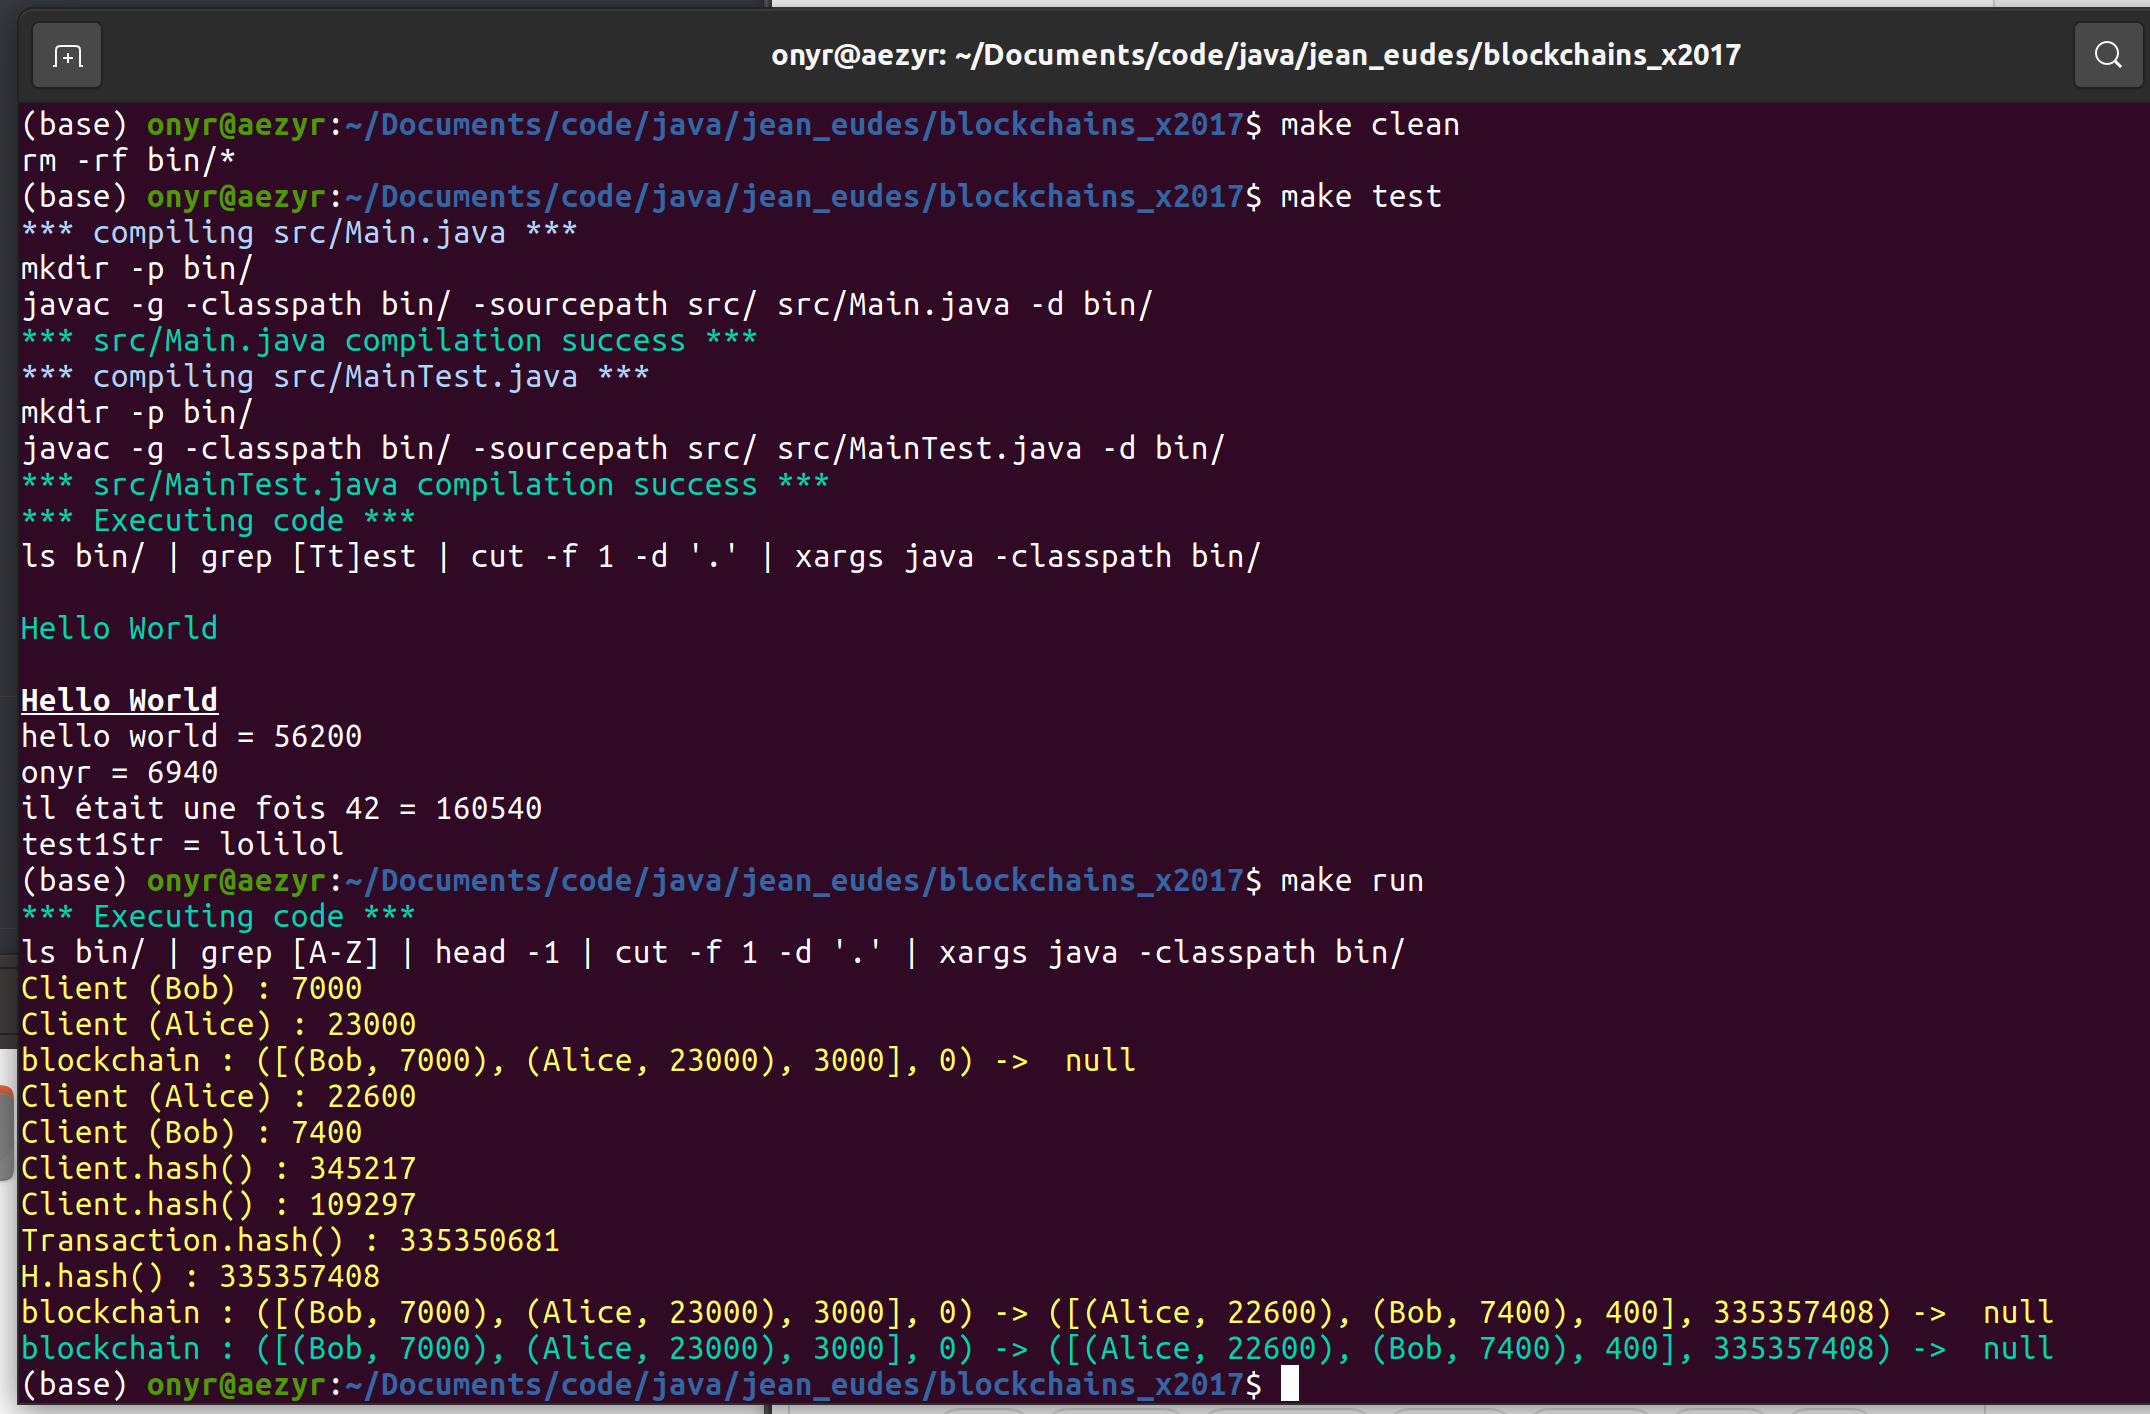 onyr@aezyr: ~/Documents/code/java/jean_eudes/blockchains_x2017
(base) onyr@aezyr:~/Documents/code/java/jean_eudes/blockchains_x2017$ make clean
rm -rf bin/*
(base) onyr@aezyr:~/Documents/code/java/jean_eudes/blockchains_x2017$ make test
*** compiling src/Main.java ***
mkdir -p bin/
javac -g -classpath bin/ -sourcepath src/ src/Main.java -d bin/
*** src/Main.java compilation success ***
*** compiling src/MainTest.java ***
mkdir -p bin/
javac -g -classpath bin/ -sourcepath src/ src/MainTest.java -d bin/
*** src/MainTest.java compilation success ***
*** Executing code ***
ls bin/ | grep [Tt]est | cut -f 1 -d '.' | xargs java -classpath bin/
Hello World
Hello World
hello world = 56200
onyr = 6940
il était une fois 42 = 160540
test1Str = lolilol
(base) onyr@aezyr:~/Documents/code/java/jean_eudes/blockchains_x2017$ make run
*** Executing code ***
ls bin/ | grep [A-Z] | head -1 | cut -f 1 -d '.' | xargs java -classpath bin/
Client (Bob) : 7000
Client (Alice) : 23000
blockchain : ([(Bob, 7000), (Alice, 23000), 3000], 0) ->  null
Client (Alice) : 22600
Client (Bob) : 7400
Client.hash() : 345217
Client.hash() : 109297
Transaction.hash() : 335350681
H.hash() : 335357408
blockchain : ([(Bob, 7000), (Alice, 23000), 3000], 0) -> ([(Alice, 22600), (Bob, 7400), 400], 335357408) ->  null
blockchain : ([(Bob, 7000), (Alice, 23000), 3000], 0) -> ([(Alice, 22600), (Bob, 7400), 400], 335357408) ->  null
(base) onyr@aezyr:~/Documents/code/java/jean_eudes/blockchains_x2017$